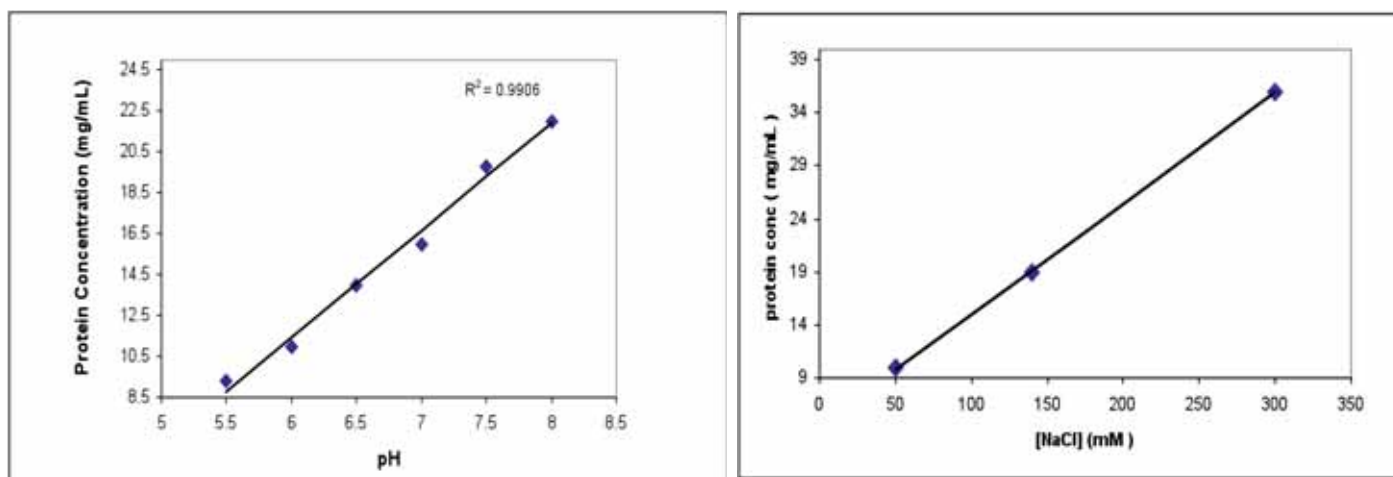 24.5
22.5
20.5
18.5
16.5
14.5
12.5
10.5
8.5
Protein Concentration (mg/mL)
R² = 0.9906
5 5.5 6 6.5 7 7.5 8 8.5
pH
39
36
29
24
19
14
9
protein conc ( mg/mL )
0 50 100 150 200 250 300 350
[NaCl] (mM )